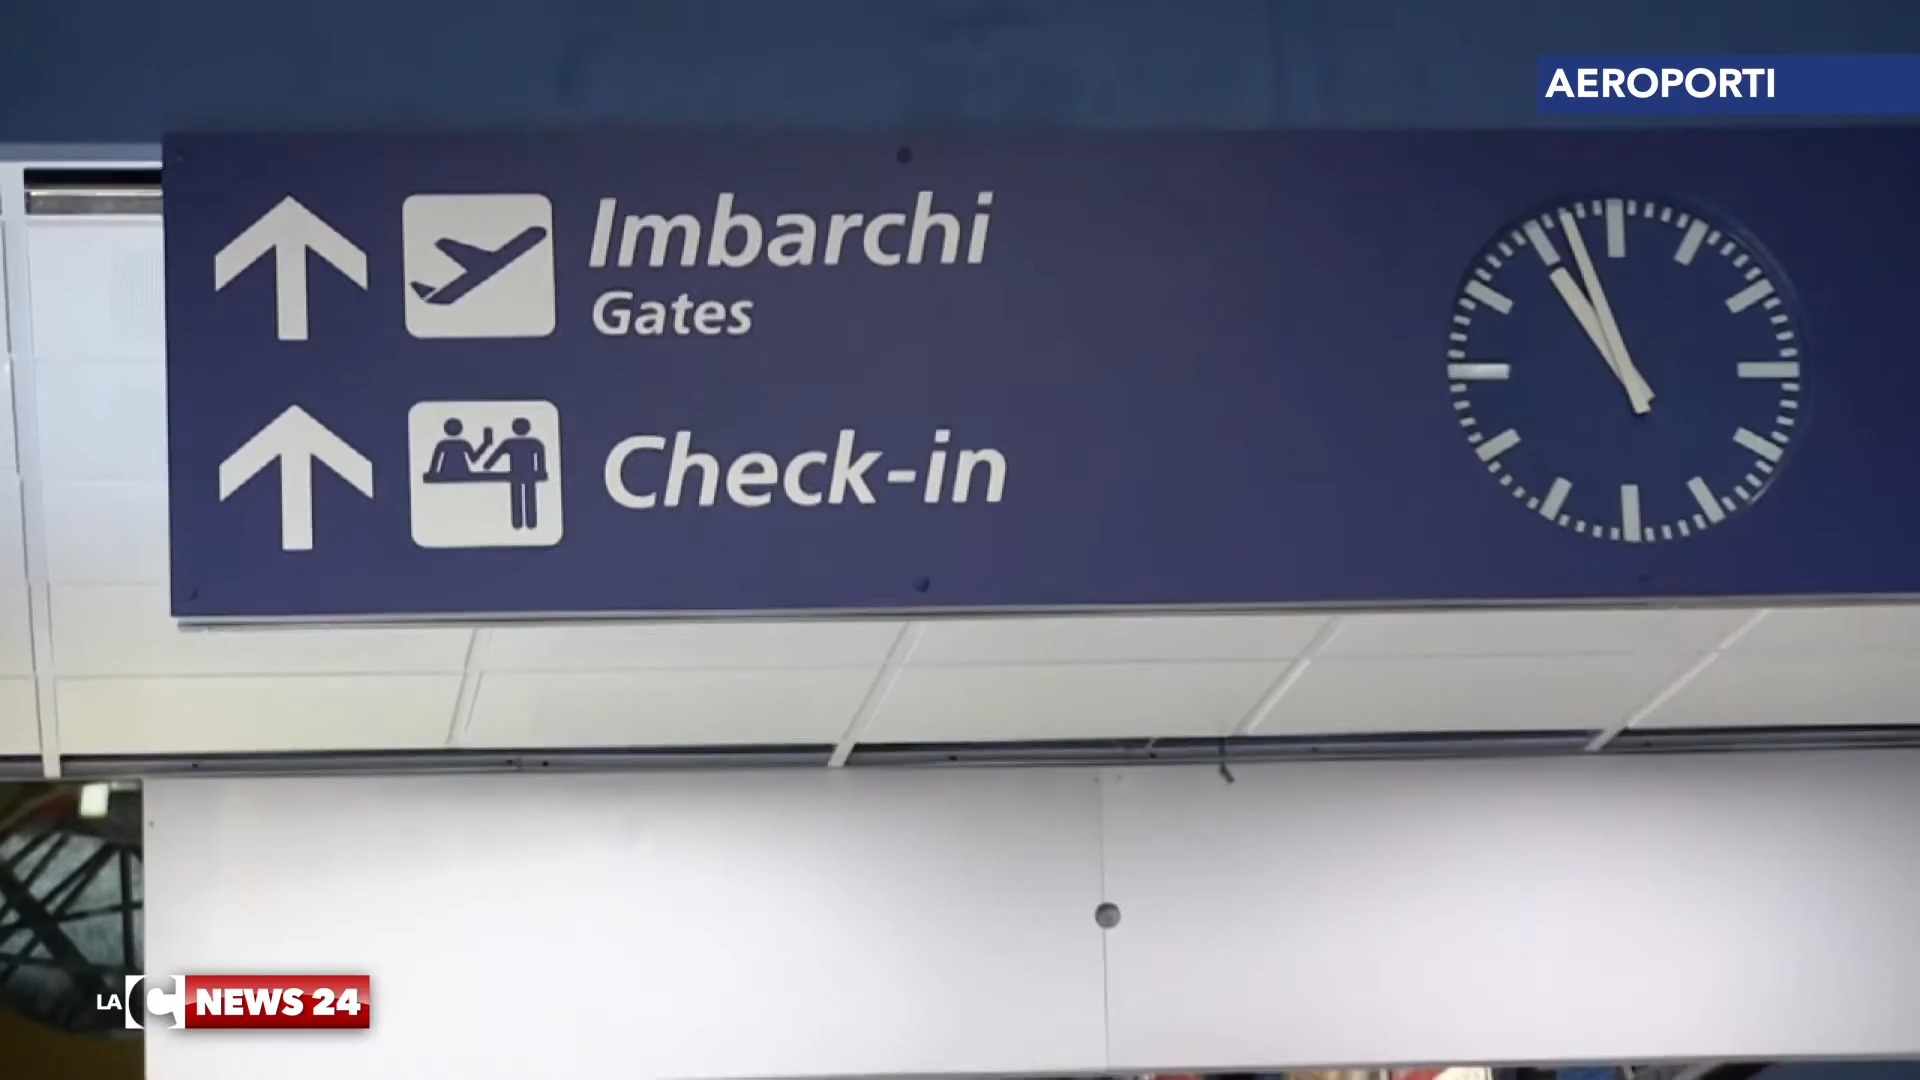 AEROPORTI
Imbarchi
Gates
Check-in
LA C NEWS 24